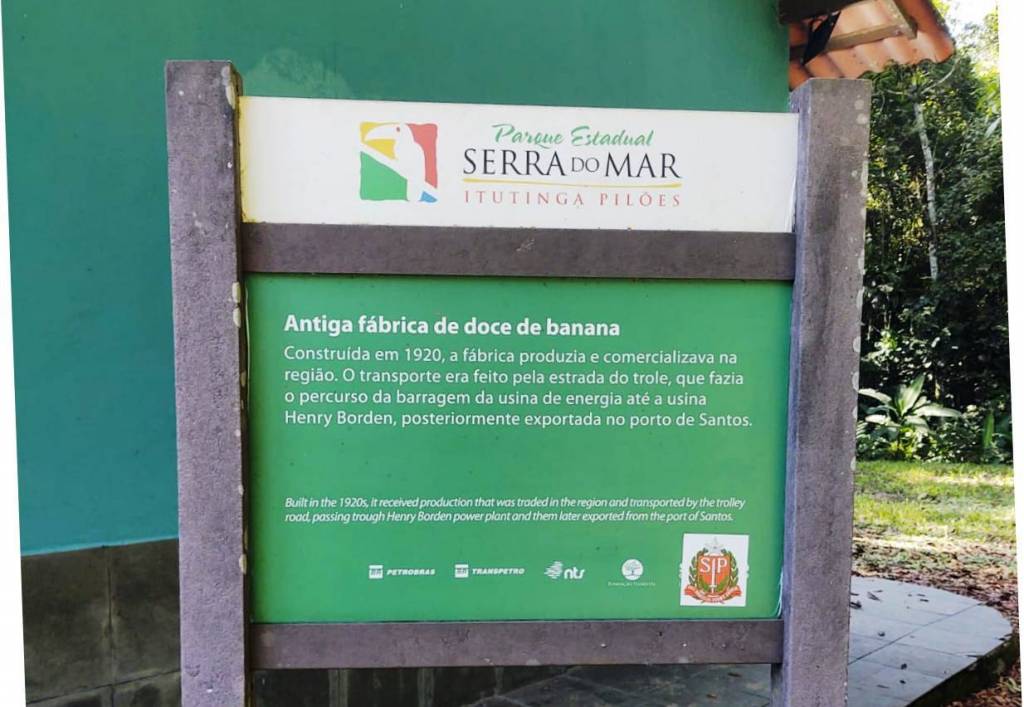 Parque Estadual
SERRA DO MAR
ITUTINGA PILÕES
Antiga fábrica de doce de banana
Construída em 1920, a fábrica produzia e comercializava na
região. O transporte era feito pela estrada do trole, que fazia
o percurso da barragem da usina de energia até a usina
Henry Borden, posteriormente exportada no porto de Santos.
Built in the 1920s, it received production that was traded in the region and transported by the trolley
road, passing trough Henry Borden power plant and them later exported from the port of Santos.
BR PETROBRAS BR TRANSPETRO nts FUNDAÇÃO FLORESTAL
SP